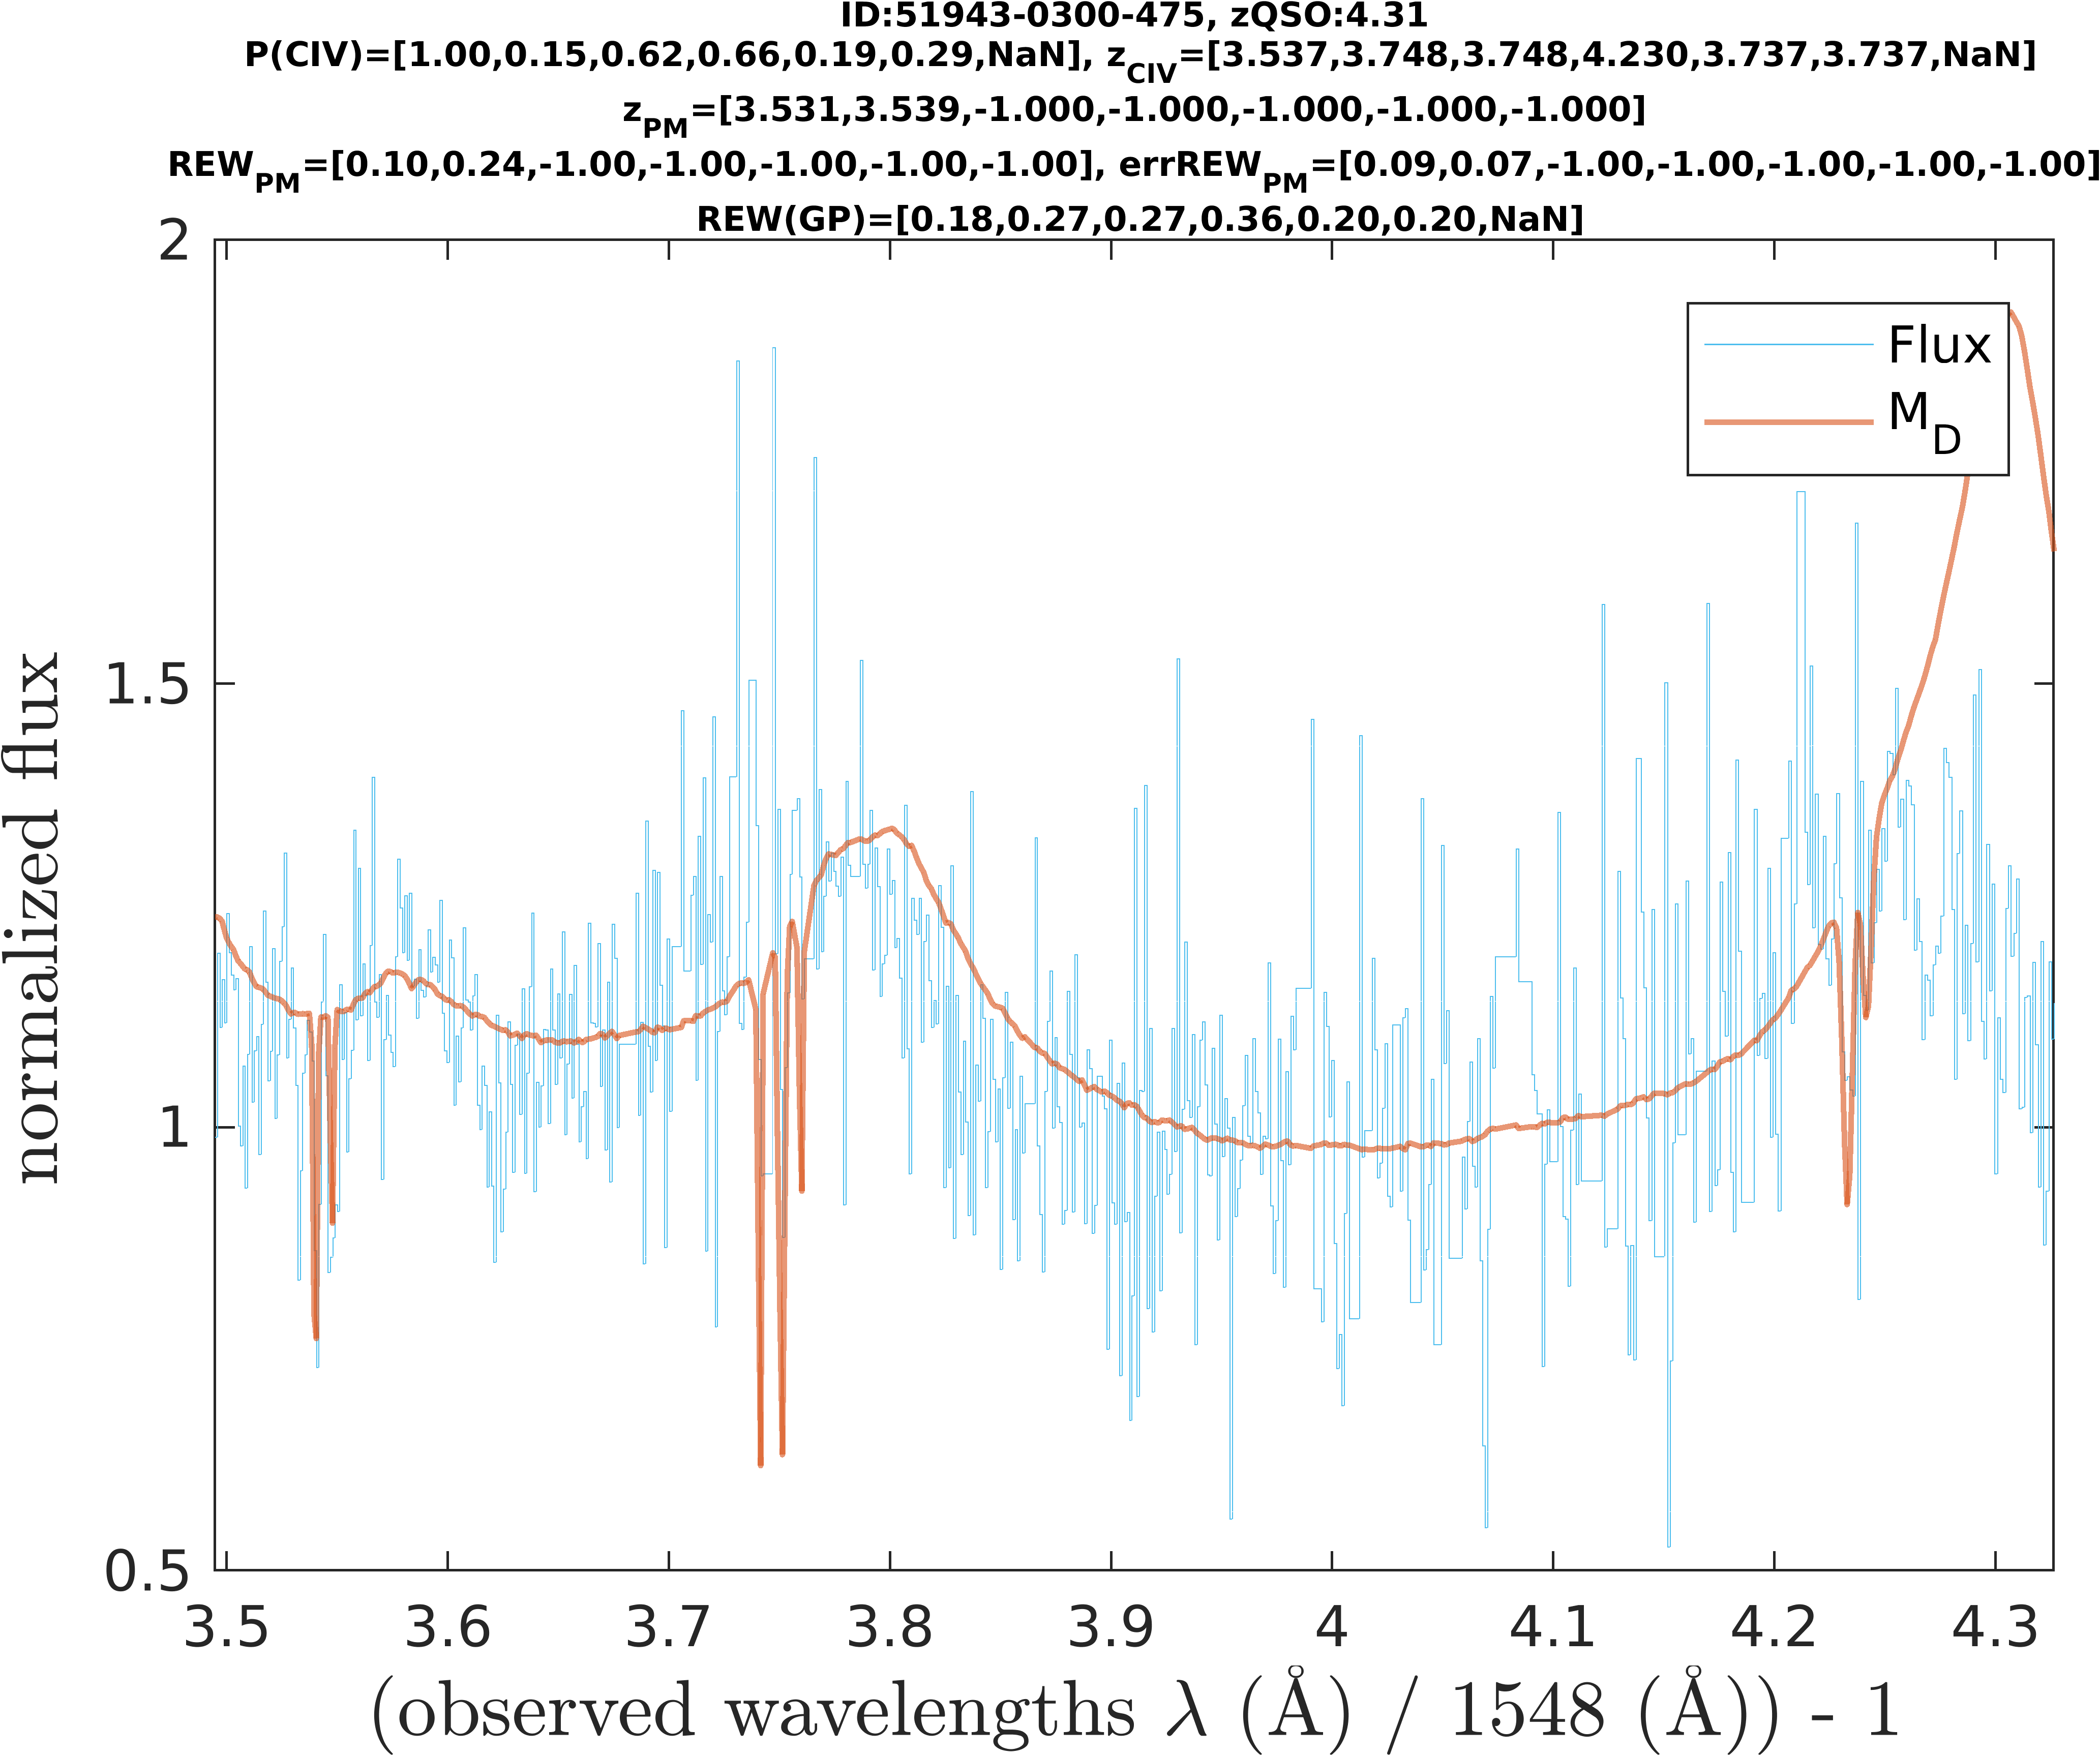 ID:51943-0300-475, zQSO:4.31
P(CIV)=[1.00,0.15,0.62,0.66,0.19,0.29,NaN], zCIV=[3.537,3.748,3.748,4.230,3.737,3.737,NaN]
zPM=[3.531,3.539,-1.000,-1.000,-1.000,-1.000,-1.000]
REWPM=[0.10,0.24,-1.00,-1.00,-1.00,-1.00,-1.00], errREWPM=[0.09,0.07,-1.00,-1.00,-1.00,-1.00,-1.00]
REW(GP)=[0.18,0.27,0.27,0.36,0.20,0.20,NaN]
2
1.5
1
0.5
normalized flux
Flux
MD
3.5 3.6 3.7 3.8 3.9 4 4.1 4.2 4.3
(observed wavelengths λ (Å) / 1548 (Å)) - 1